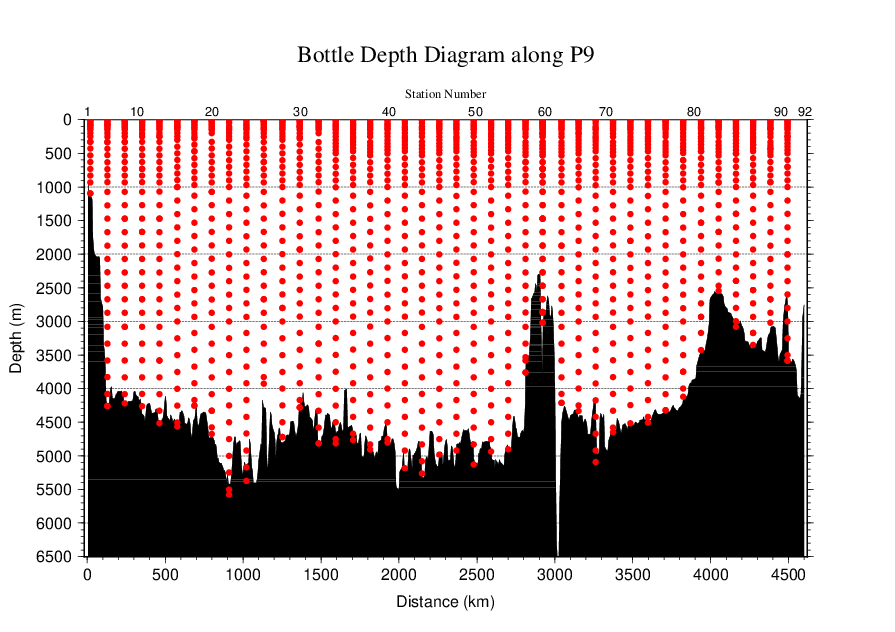 Bottle Depth Diagram along P9
Station Number
1 10 20 30 40 50 60 70 80 90 92
0
500
1000
1500
2000
2500
3000
3500
4000
4500
5000
5500
6000
6500
Depth (m)
0 500 1000 1500 2000 2500 3000 3500 4000 4500
Distance (km)